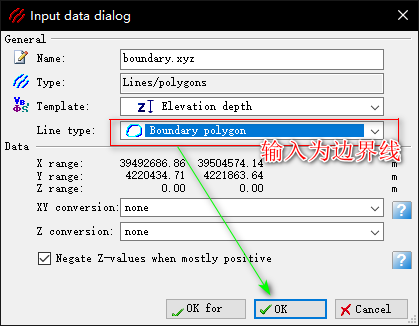 Input data dialog
General
Name: boundary.xyz
Type: Lines/polygons
Template: Z Elevation depth
Line type: Boundary polygon
输入为边界线
Data
X range: 39492686.86 39504574.14 m
Y range: 4220434.71 4221863.64 m
Z range: 0.00 0.00 m
XY conversion: none ?
Z conversion: none
Negate Z-values when mostly positive ?
OK for OK Cancel